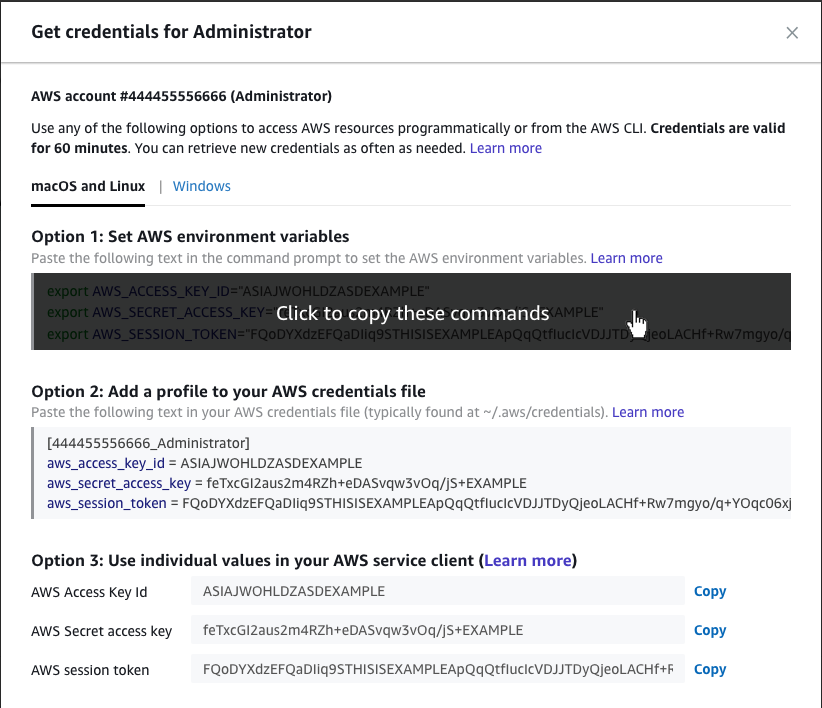 Get credentials for Administrator
AWS account #444455556666 (Administrator)
Use any of the following options to access AWS resources programmatically or from the AWS CLI. Credentials are valid
for 60 minutes. You can retrieve new credentials as often as needed. Learn more
macOS and Linux | Windows
Option 1: Set AWS environment variables
Paste the following text in the command prompt to set the AWS environment variables. Learn more
export AWS_ACCESS_KEY_ID="ASIAJWOHLDZASDEXAMPLE"
Click to copy these commands
export AWS_SECRET_ACCESS_KEY= EXAMPLE"
export AWS_SESSION_TOKEN="FQoDYXdzEFQaDIiq9STHISISEXAMPLEApQqQtfIucIcVDJJTDyQjeoLACHf+Rw7mgyo/q
Option 2: Add a profile to your AWS credentials file
Paste the following text in your AWS credentials file (typically found at ~/.aws/credentials). Learn more
[444455556666_Administrator]
aws_access_key_id = ASIAJWOHLDZASDEXAMPLE
aws_secret_access_key = feTxcGI2aus2m4RZh+eDASvqw3vOq/jS+EXAMPLE
aws_session_token = FQoDYXdzEFQaDIiq9STHISISEXAMPLEApQqQtfIucIcVDJJTDyQjeoLACHf+Rw7mgyo/q+YOqc06xj
Option 3: Use individual values in your AWS service client (Learn more)
AWS Access Key Id ASIAJWOHLDZASDEXAMPLE Copy
AWS Secret access key feTxcGI2aus2m4RZh+eDASvqw3vOq/jS+EXAMPLE Copy
AWS session token FQoDYXdzEFQaDIiq9STHISISEXAMPLEApQqQtfIucIcVDJJTDyQjeoLACHf+R Copy